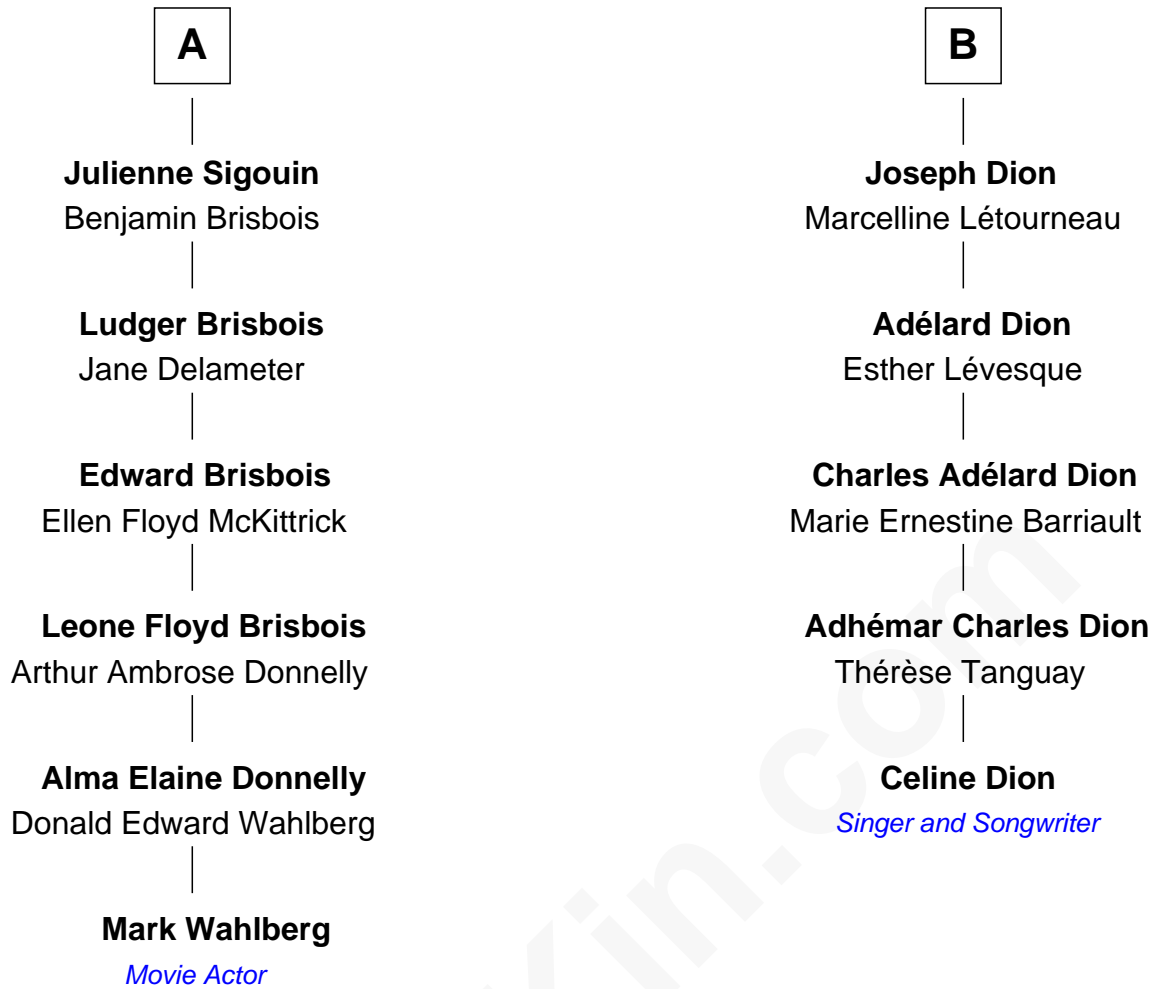 A
Julienne Sigouin
Benjamin Brisbois
Ludger Brisbois
Jane Delameter
Edward Brisbois
Ellen Floyd McKittrick
Leone Floyd Brisbois
Arthur Ambrose Donnelly
Alma Elaine Donnelly
Donald Edward Wahlberg
Mark Wahlberg
Movie Actor
B
Joseph Dion
Marcelline Létourneau
Adélard Dion
Esther Lévesque
Charles Adélard Dion
Marie Ernestine Barriault
Adhémar Charles Dion
Thérèse Tanguay
Celine Dion
Singer and Songwriter
Kin.com